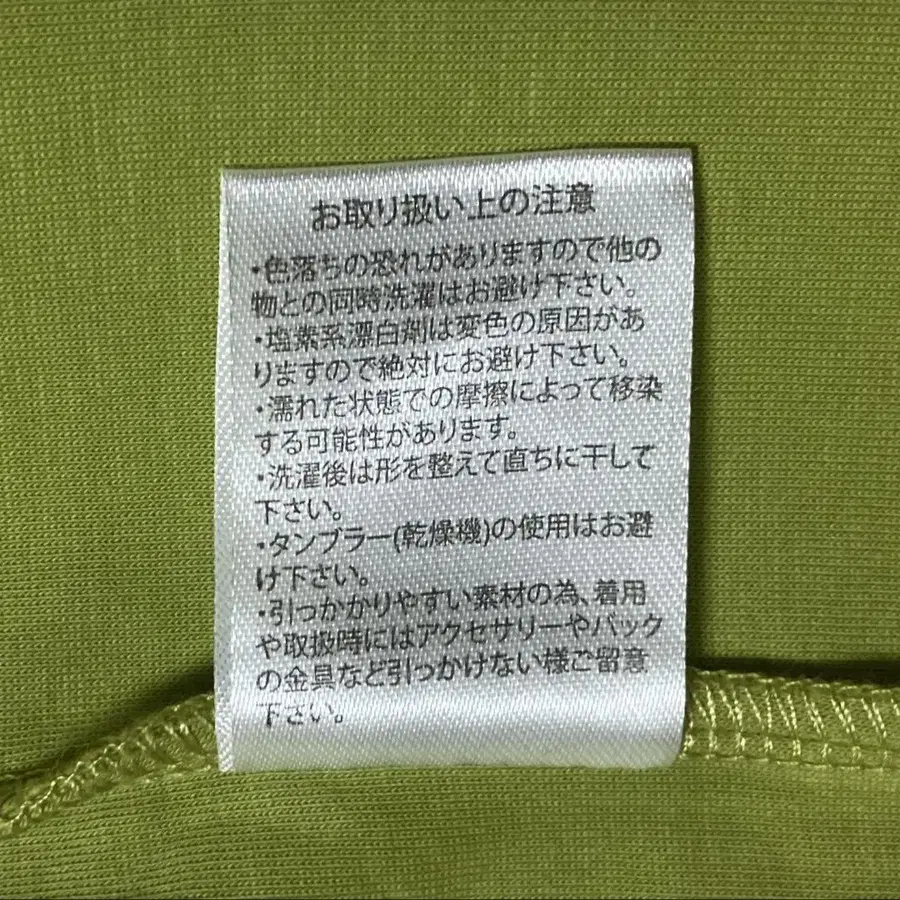 お取り扱い上の注意
・色落ちの恐れがありますので他の
物との同時洗濯はお避け下さい。
・塩素系漂白剤は変色の原因があ
りますので絶対にお避け下さい。
・濡れた状態での摩擦によって移染
する可能性があります。
・洗濯後は形を整えて直ちに干して
下さい。
・タンブラー(乾燥機)の使用はお避
け下さい。
・引っかかりやすい素材の為、着用
や取扱時にはアクセサリーやバック
の金具など引っかけない様ご留意
下さい。